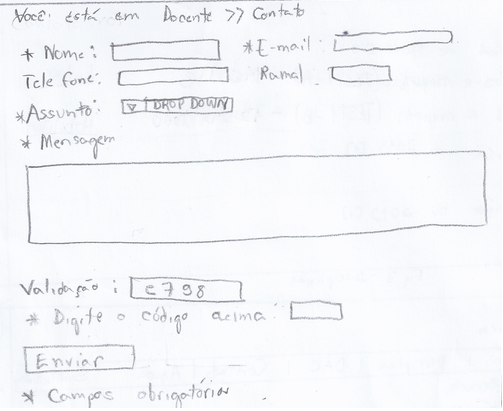 Você está em Docente >> Contato
* Nome: *E-mail:
Telefone: Ramal:
*Assunto: DROP DOWN
* Mensagem
Validação: e798
* Digite o código acima:
Enviar
* Campos obrigatórios